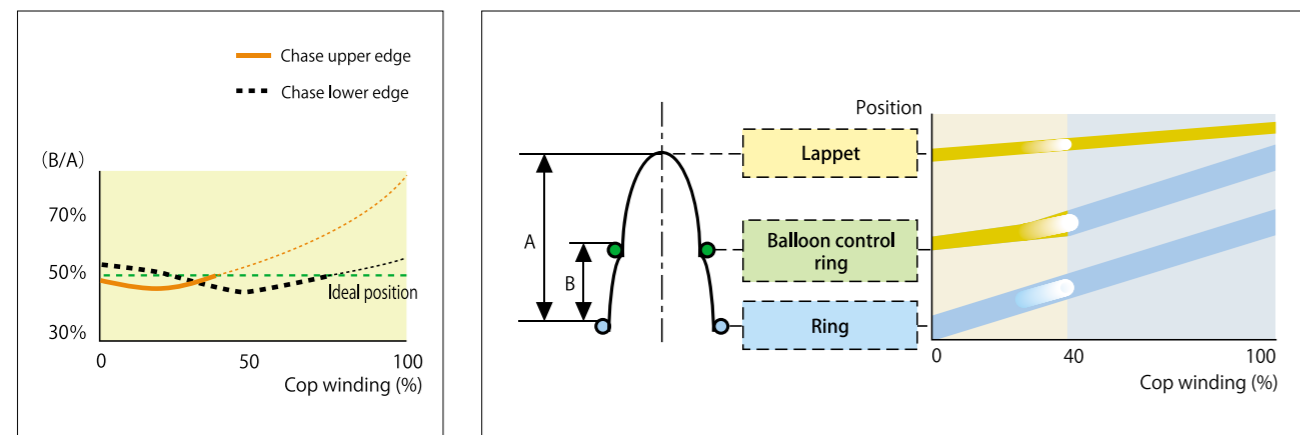 Chase upper edge
Chase lower edge
(B/A)
70%
50%
30%
Ideal position
0
50
100
Cop winding (%)
Position
A
B
Lappet
Balloon control
ring
Ring
0
40
100
Cop winding (%)